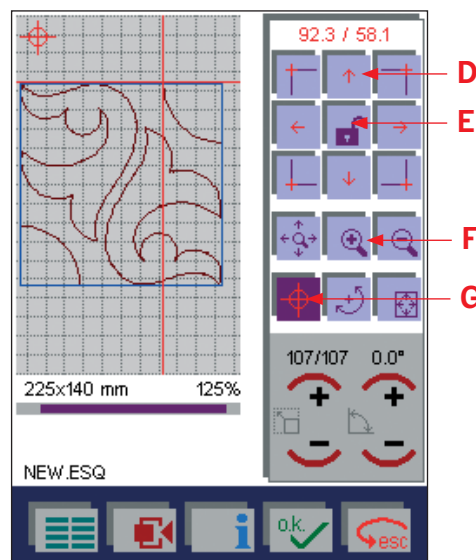 92.3 / 58.1
D
E
F
G
107/107 0.0°
+ +
− −
225x140 mm 125%
NEW.ESQ
i
o.k.
esc